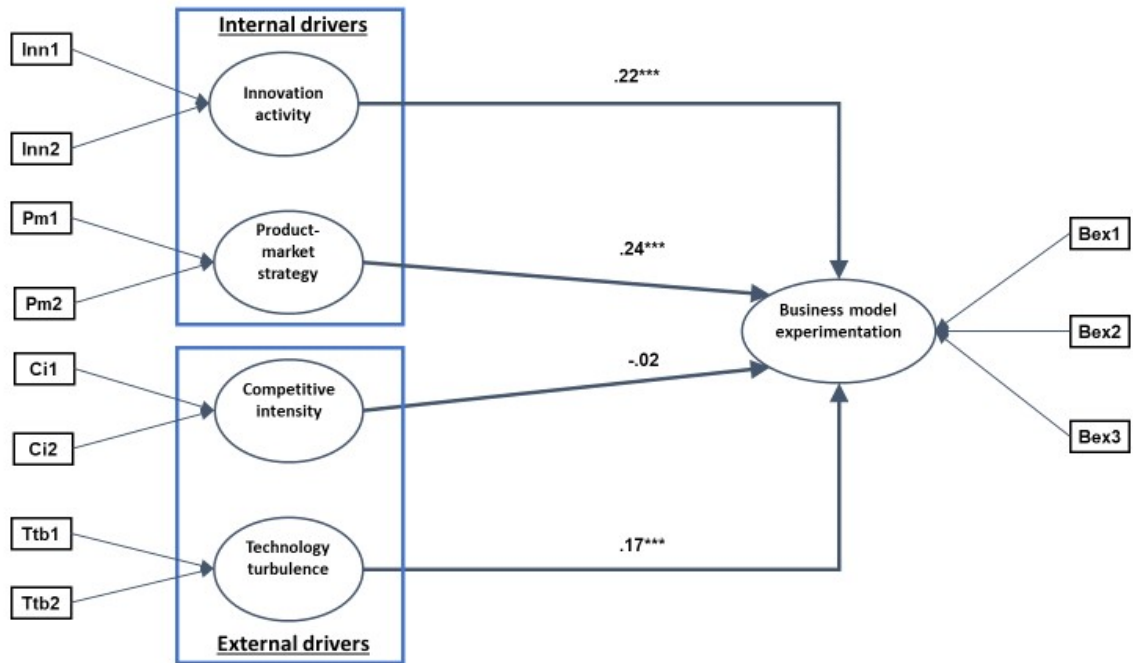 Internal drivers
Inn1
Innovation
activity
.22***
Inn2
Pm1
Product-
market
strategy
.24***
Pm2
Bex1
Business model
experimentation
Bex2
Bex3
Ci1
Competitive
intensity
-.02
Ci2
Ttb1
Technology
turbulence
.17***
Ttb2
External drivers